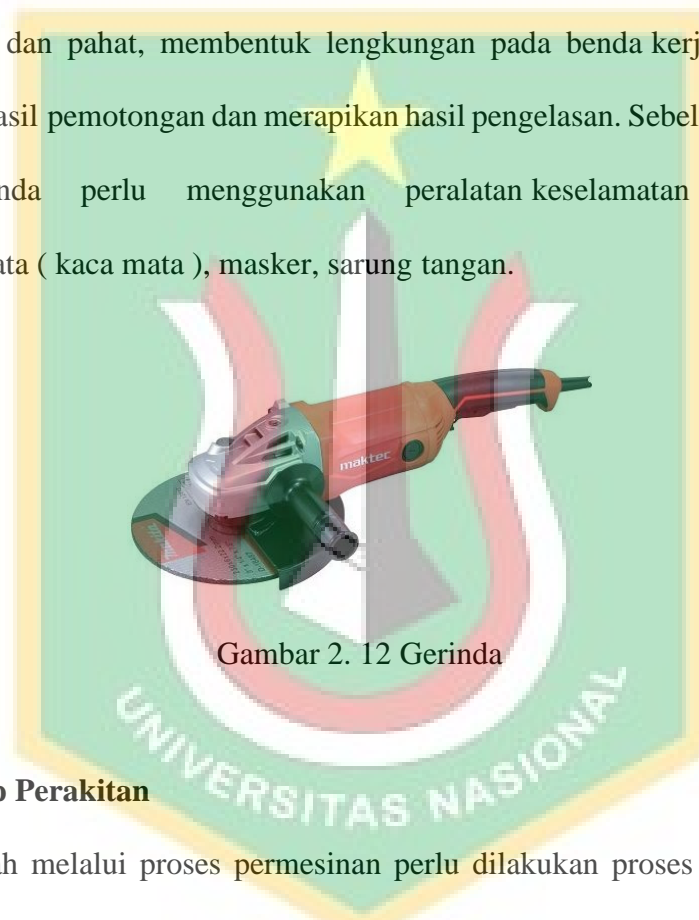 dan pahat, membentuk lengkungan pada benda kerj
asil pemotongan dan merapikan hasil pengelasan. Sebel
nda perlu menggunakan peralatan keselamatan
ata ( kaca mata ), masker, sarung tangan.
maktec
Gambar 2. 12 Gerinda
UNIVERSITAS NASIONAL
p Perakitan
ah melalui proses permesinan perlu dilakukan proses